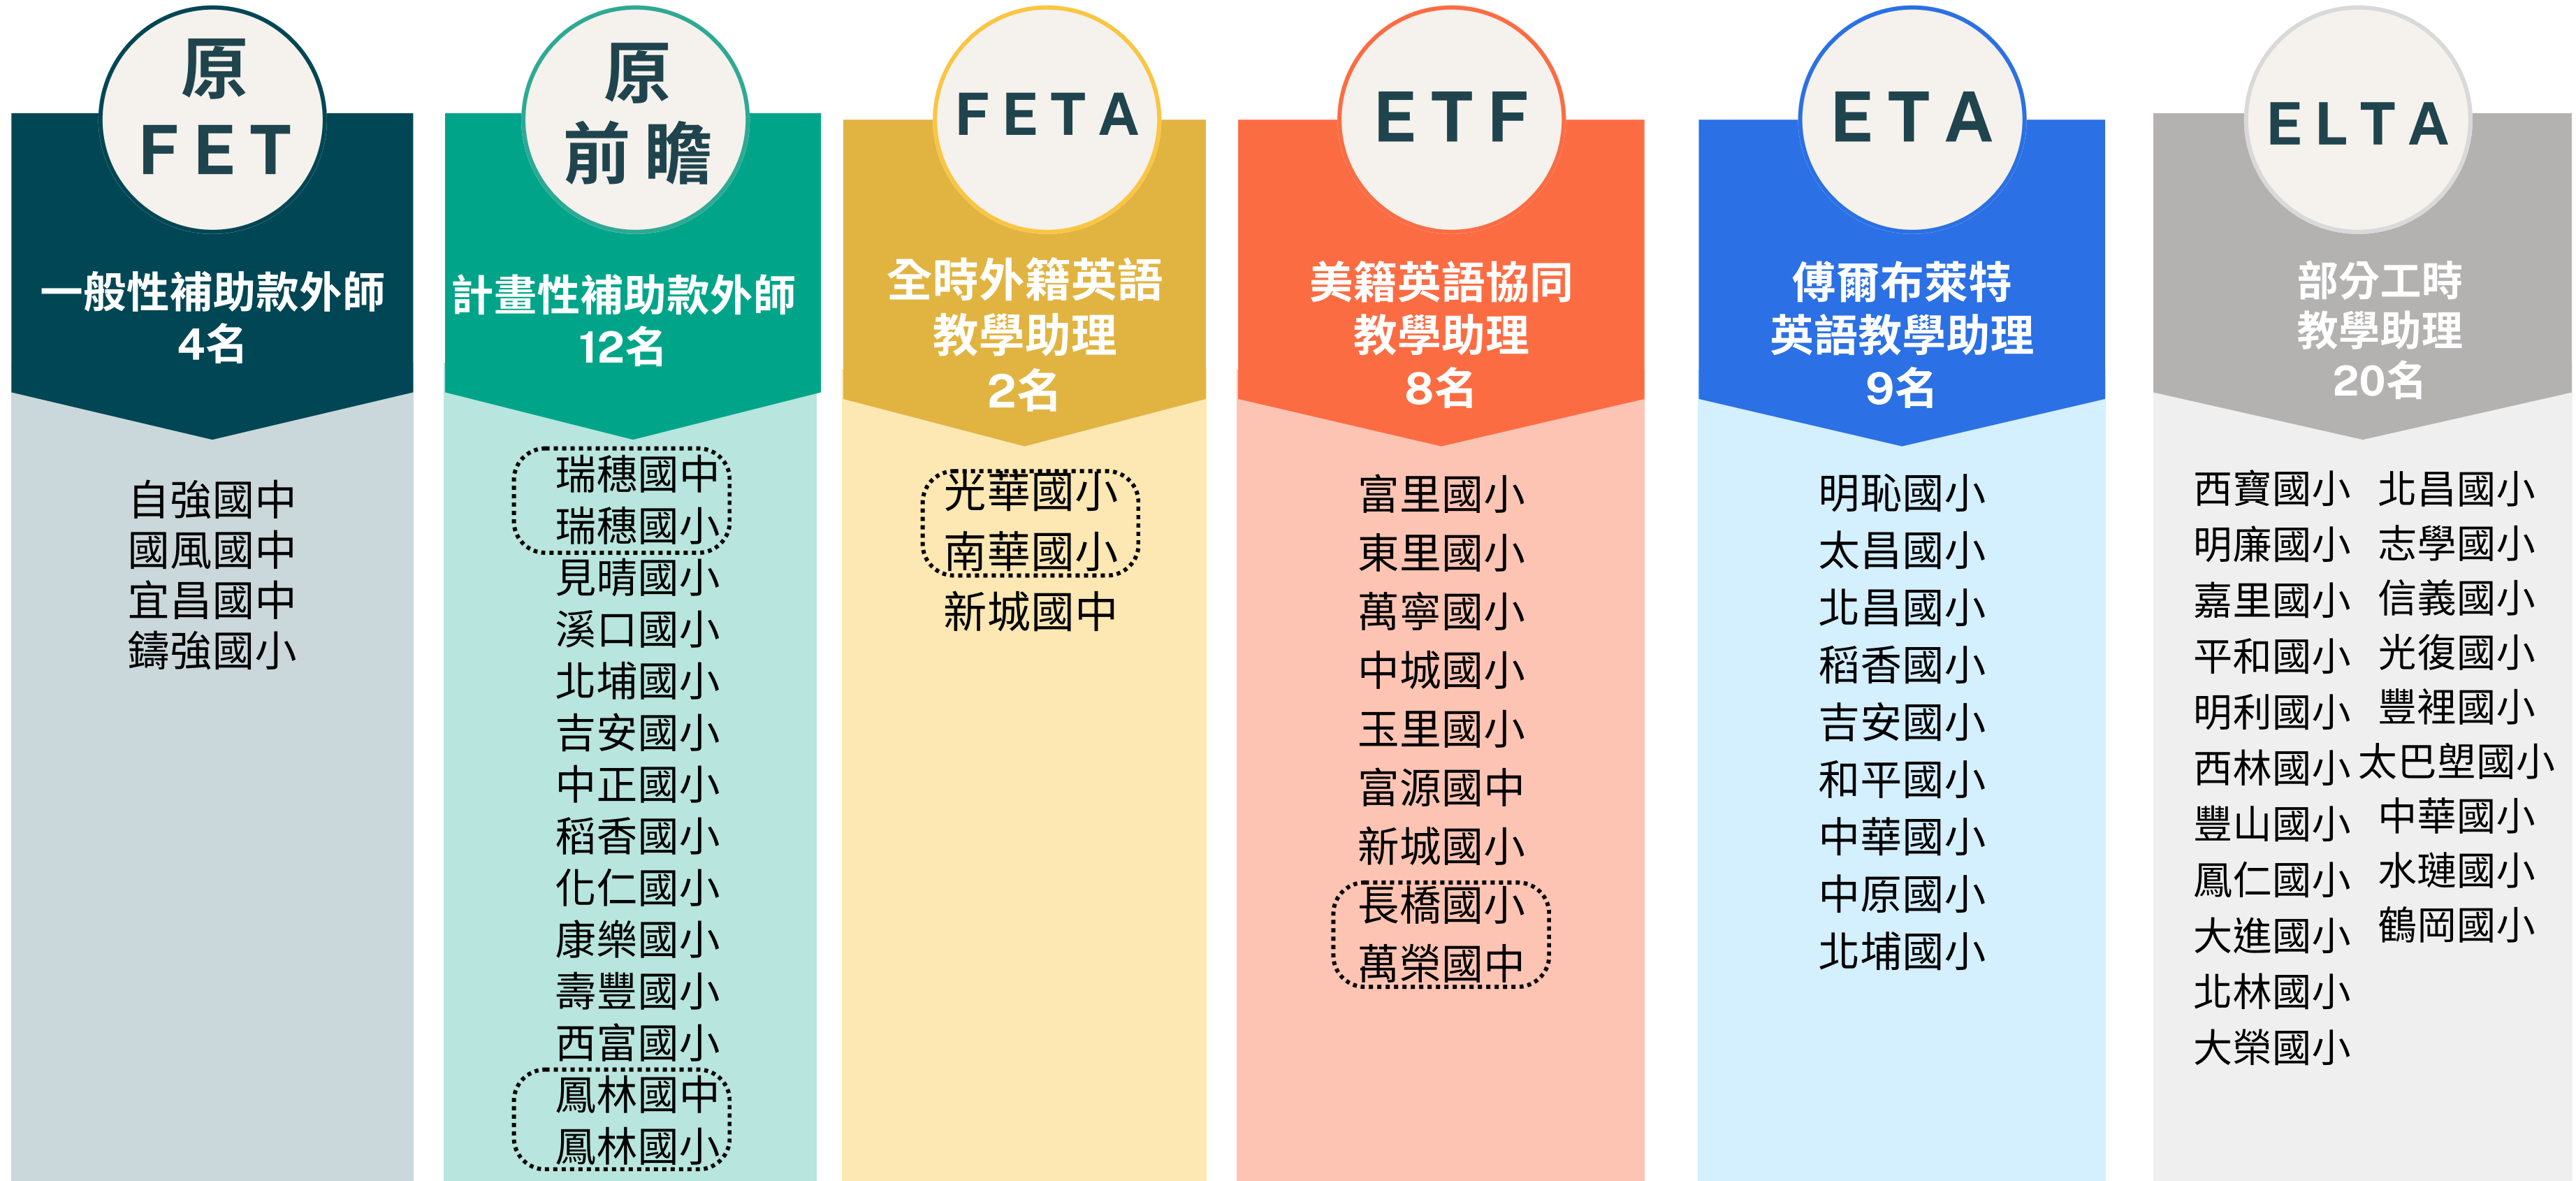 原
FET
一般性補助款外師
4名
自強國中
國風國中
宜昌國中
鑄強國小
原
前瞻
計畫性補助款外師
12名
瑞穗國中
瑞穗國小
見晴國小
溪口國小
北埔國小
吉安國小
中正國小
稻香國小
化仁國小
康樂國小
壽豐國小
西富國小
鳳林國中
鳳林國小
FETA
全時外籍英語
教學助理
2名
光華國小
南華國小
新城國中
ETF
美籍英語協同
教學助理
8名
富里國小
東里國小
萬寧國小
中城國小
玉里國小
富源國中
新城國小
長橋國小
萬榮國中
ETA
傅爾布萊特
英語教學助理
9名
明恥國小
太昌國小
北昌國小
稻香國小
吉安國小
和平國小
中華國小
中原國小
北埔國小
ELTA
部分工時
教學助理
20名
西寶國小
明廉國小
嘉里國小
平和國小
明利國小
西林國小
豐山國小
鳳仁國小
大進國小
北林國小
大榮國小
北昌國小
志學國小
信義國小
光復國小
豐裡國小
太巴塱國小
中華國小
水璉國小
鶴岡國小